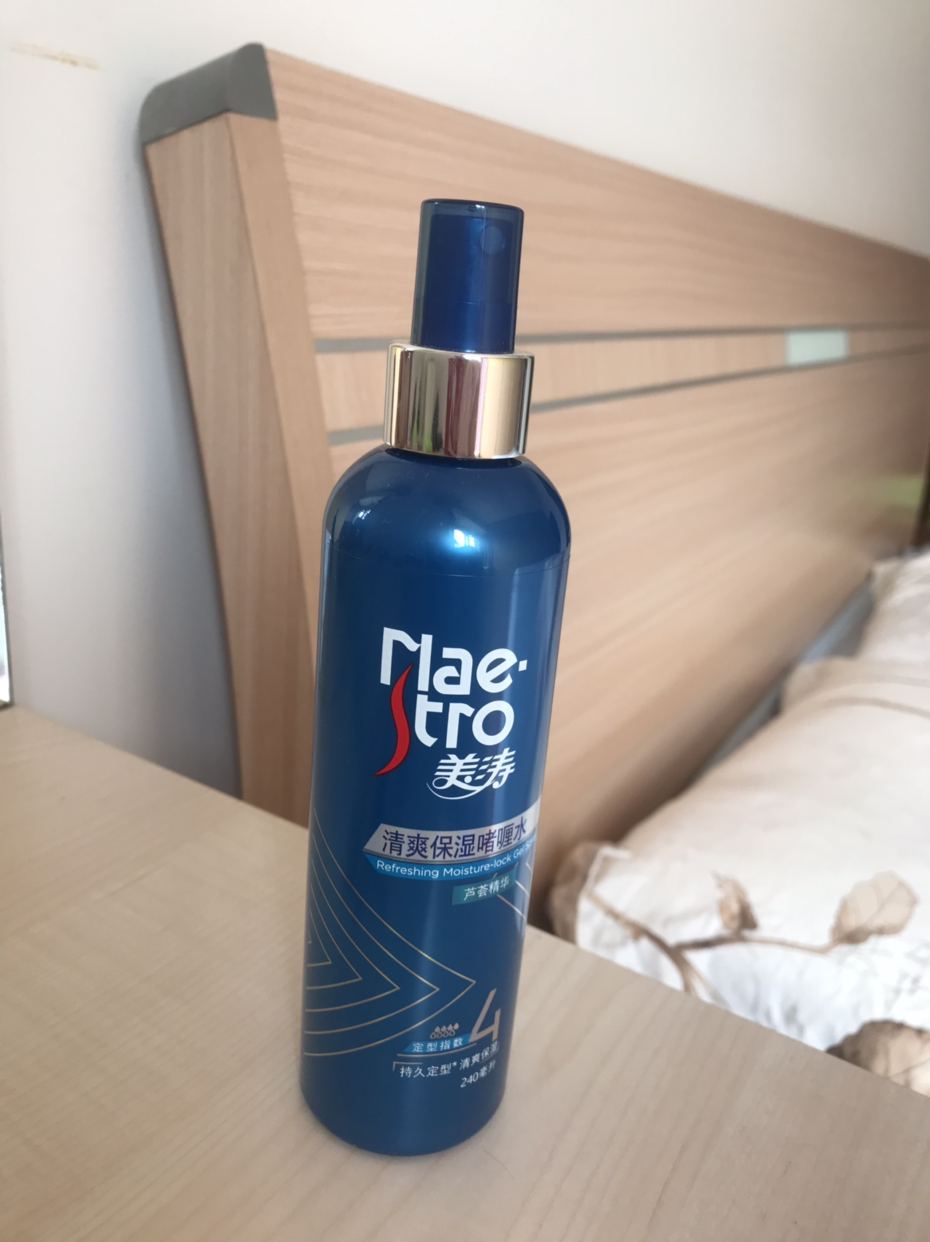 Mae·
stro
美涛
清爽保湿啫喱水
Refreshing Moisture-lock Gel
芦荟精华
4
定型指数
持久定型*清爽保湿
240毫升